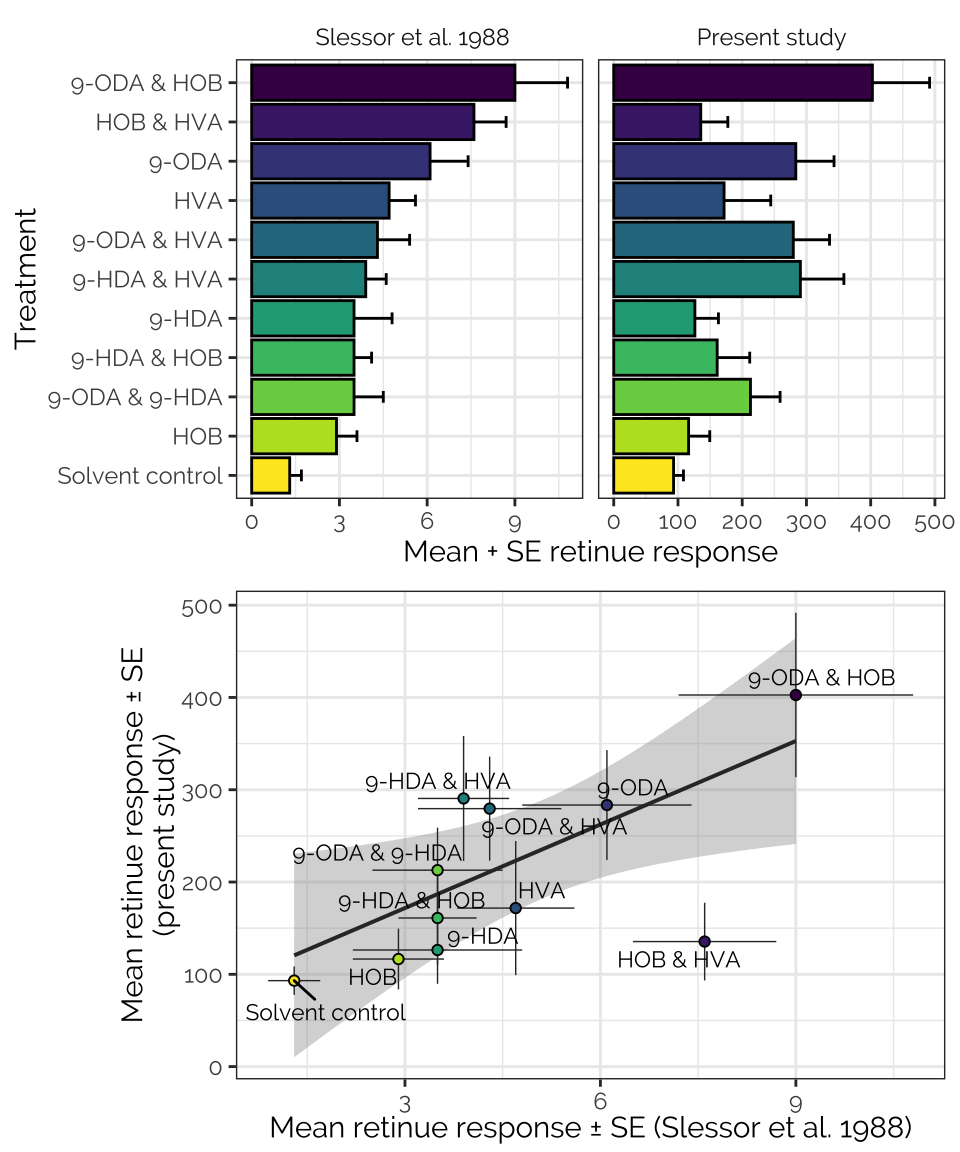 Slessor et al. 1988
Present study
Treatment
9-ODA & HOB
HOB & HVA
9-ODA
HVA
9-ODA & HVA
9-HDA & HVA
9-HDA
9-HDA & HOB
9-ODA & 9-HDA
HOB
Solvent control
0 3 6 9
0 100 200 300 400 500
Mean + SE retinue response
Mean retinue response ± SE
(present study)
500
400
300
200
100
0
9-ODA & HOB
9-HDA & HVA
9-ODA
9-ODA & HVA
9-ODA & 9-HDA
HVA
9-HDA & HOB
9-HDA
HOB & HVA
HOB
Solvent control
3 6 9
Mean retinue response ± SE (Slessor et al. 1988)